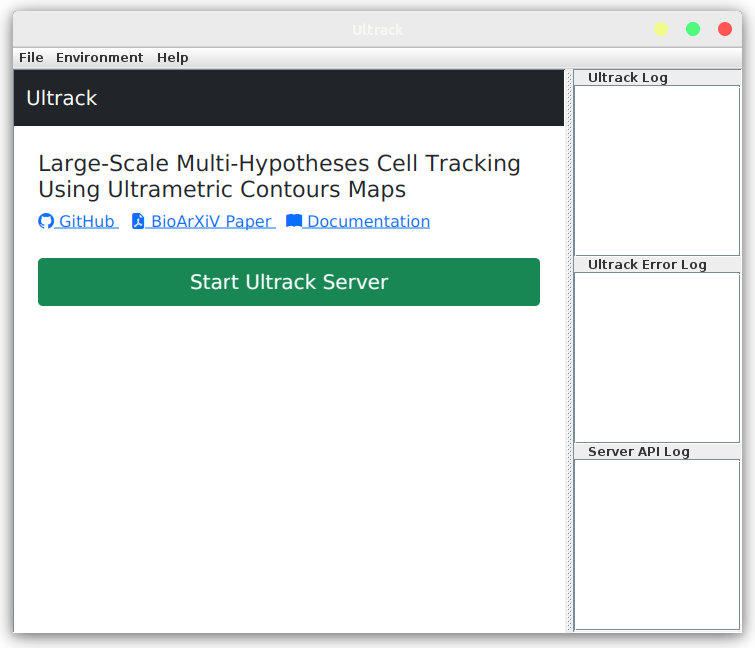 Ultrack
File Environment Help
Ultrack
Large-Scale Multi-Hypotheses Cell Tracking
Using Ultrametric Contours Maps
GitHub BioArXiV Paper Documentation
Start Ultrack Server
Ultrack Log
Ultrack Error Log
Server API Log